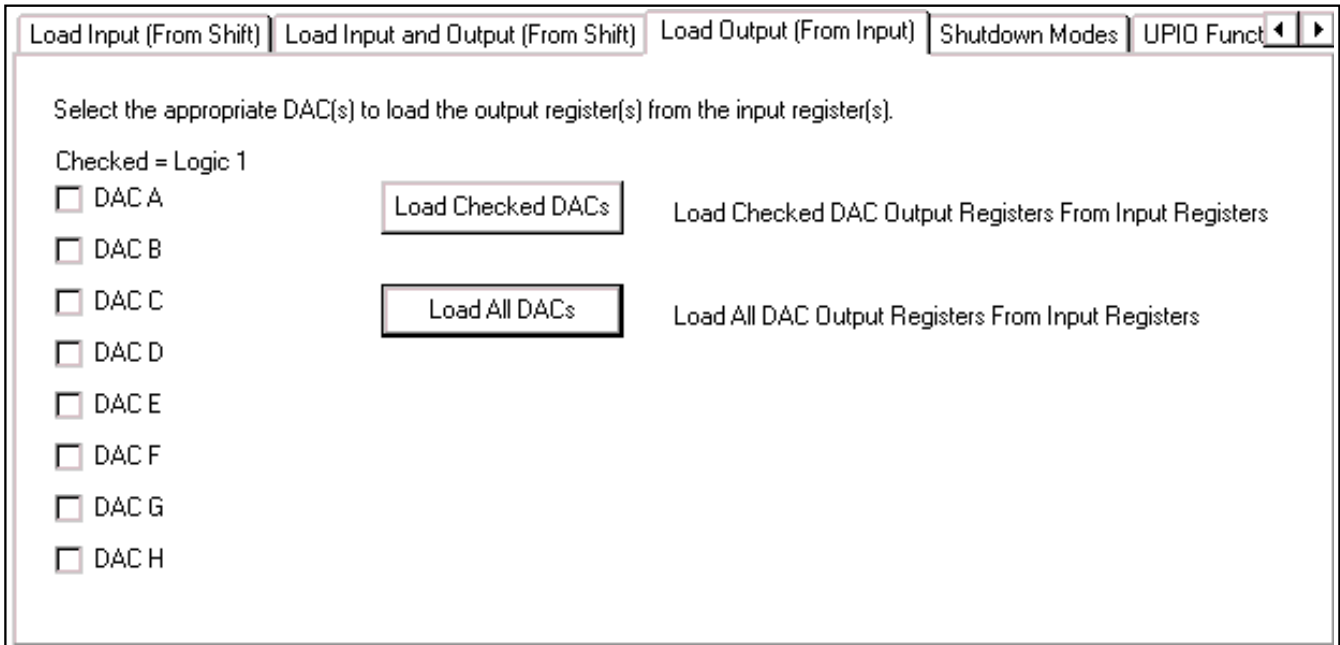 Load Input (From Shift) Load Input and Output (From Shift) Load Output (From Input) Shutdown Modes UPIO Funct
Select the appropriate DAC(s) to load the output register(s) from the input register(s).
Checked = Logic 1
DAC A
Load Checked DACs
Load Checked DAC Output Registers From Input Registers
DAC B
DAC C
Load All DACs
Load All DAC Output Registers From Input Registers
DAC D
DAC E
DAC F
DAC G
DAC H